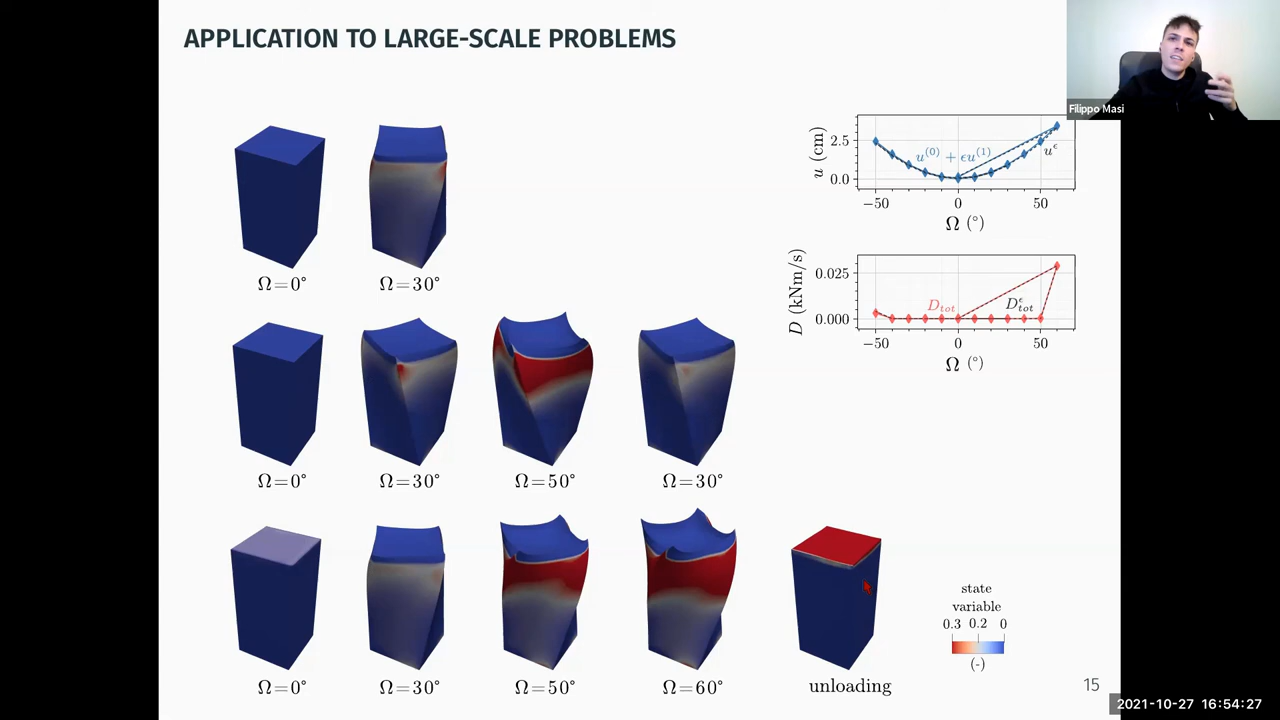 APPLICATION TO LARGE-SCALE PROBLEMS
Filippo Masi
Ω=0°
Ω=30°
Ω=0°
Ω=30°
Ω=50°
Ω=30°
Ω=0°
Ω=30°
Ω=50°
Ω=60°
unloading
u (cm)
2.5
0.0
u⁽⁰⁾ + ϵu⁽¹⁾
uᵋ
−50
0
50
Ω (°)
D (kNm/s)
0.025
0.000
D_tot
Dᵋ_tot
−50
0
50
Ω (°)
state
variable
0.3 0.2 0
(-)
15
2021-10-27 16:54:27